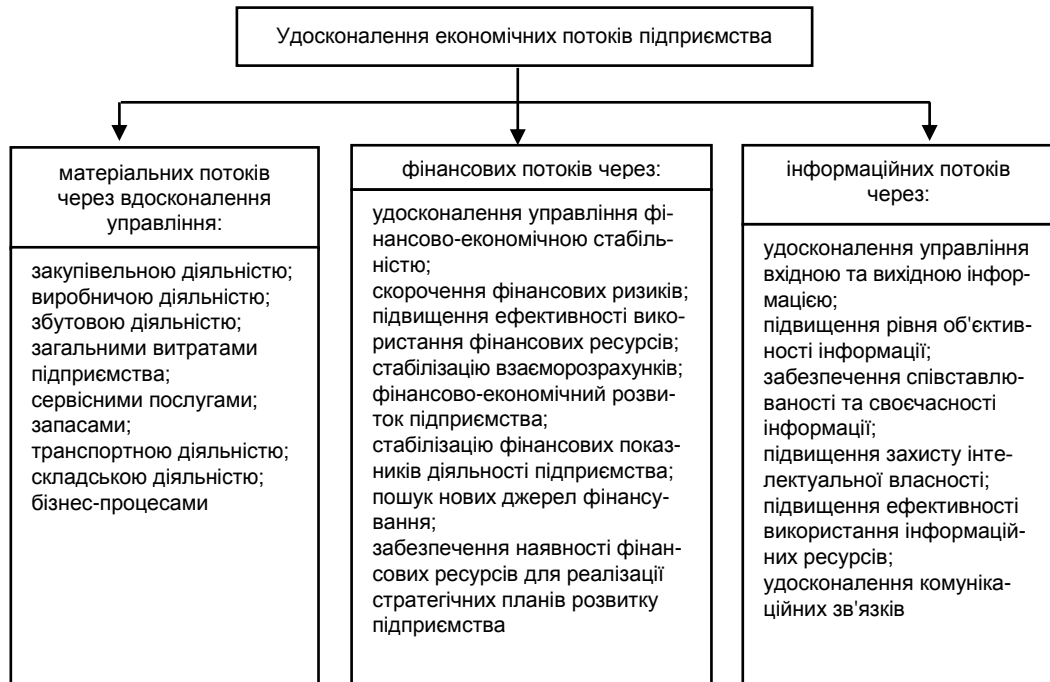 Удосконалення економічних потоків підприємства
матеріальних потоків
через вдосконалення
управління:
закупівельною діяльністю;
виробничою діяльністю;
збутовою діяльністю;
загальними витратами
підприємства;
сервісними послугами;
запасами;
транспортною діяльністю;
складською діяльністю;
бізнес-процесами
фінансових потоків через:
удосконалення управління фі-
нансово-економічною стабіль-
ністю;
скорочення фінансових ризиків;
підвищення ефективності вико-
ристання фінансових ресурсів;
стабілізацію взаєморозрахунків;
фінансово-економічний розви-
ток підприємства;
стабілізацію фінансових показ-
ників діяльності підприємства;
пошук нових джерел фінансу-
вання;
забезпечення наявності фінан-
сових ресурсів для реалізації
стратегічних планів розвитку
підприємства
інформаційних потоків
через:
удосконалення управління
вхідною та вихідною інфор-
мацією;
підвищення рівня об'єктив-
ності інформації;
забезпечення співставлю-
ваності та своєчасності
інформації;
підвищення захисту інте-
лектуальної власності;
підвищення ефективності
використання інформацій-
них ресурсів;
удосконалення комуніка-
ційних зв'язків